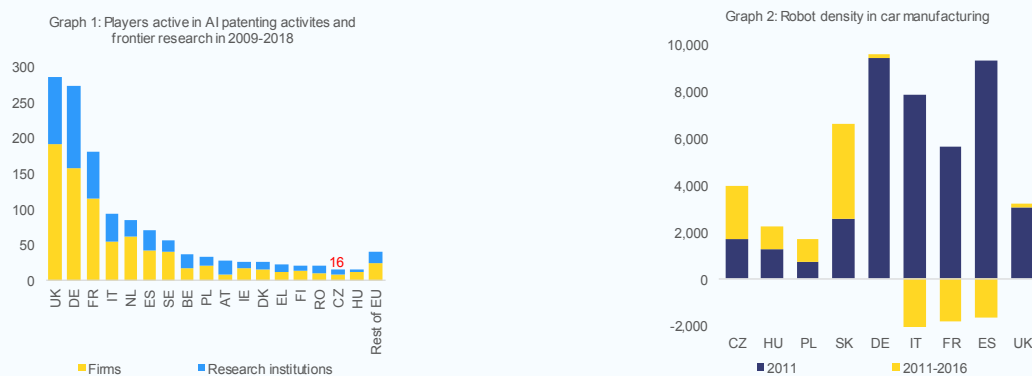 Graph 1: Players active in AI patenting activites and
frontier research in 2009-2018
300
250
200
150
100
50
0
16
UK
DE
FR
IT
NL
ES
SE
BE
PL
AT
IE
DK
EL
FI
RO
CZ
HU
Rest of EU
Firms
Research institutions
Graph 2: Robot density in car manufacturing
10,000
8,000
6,000
4,000
2,000
0
-2,000
CZ
HU
PL
SK
DE
IT
FR
ES
UK
2011
2011-2016